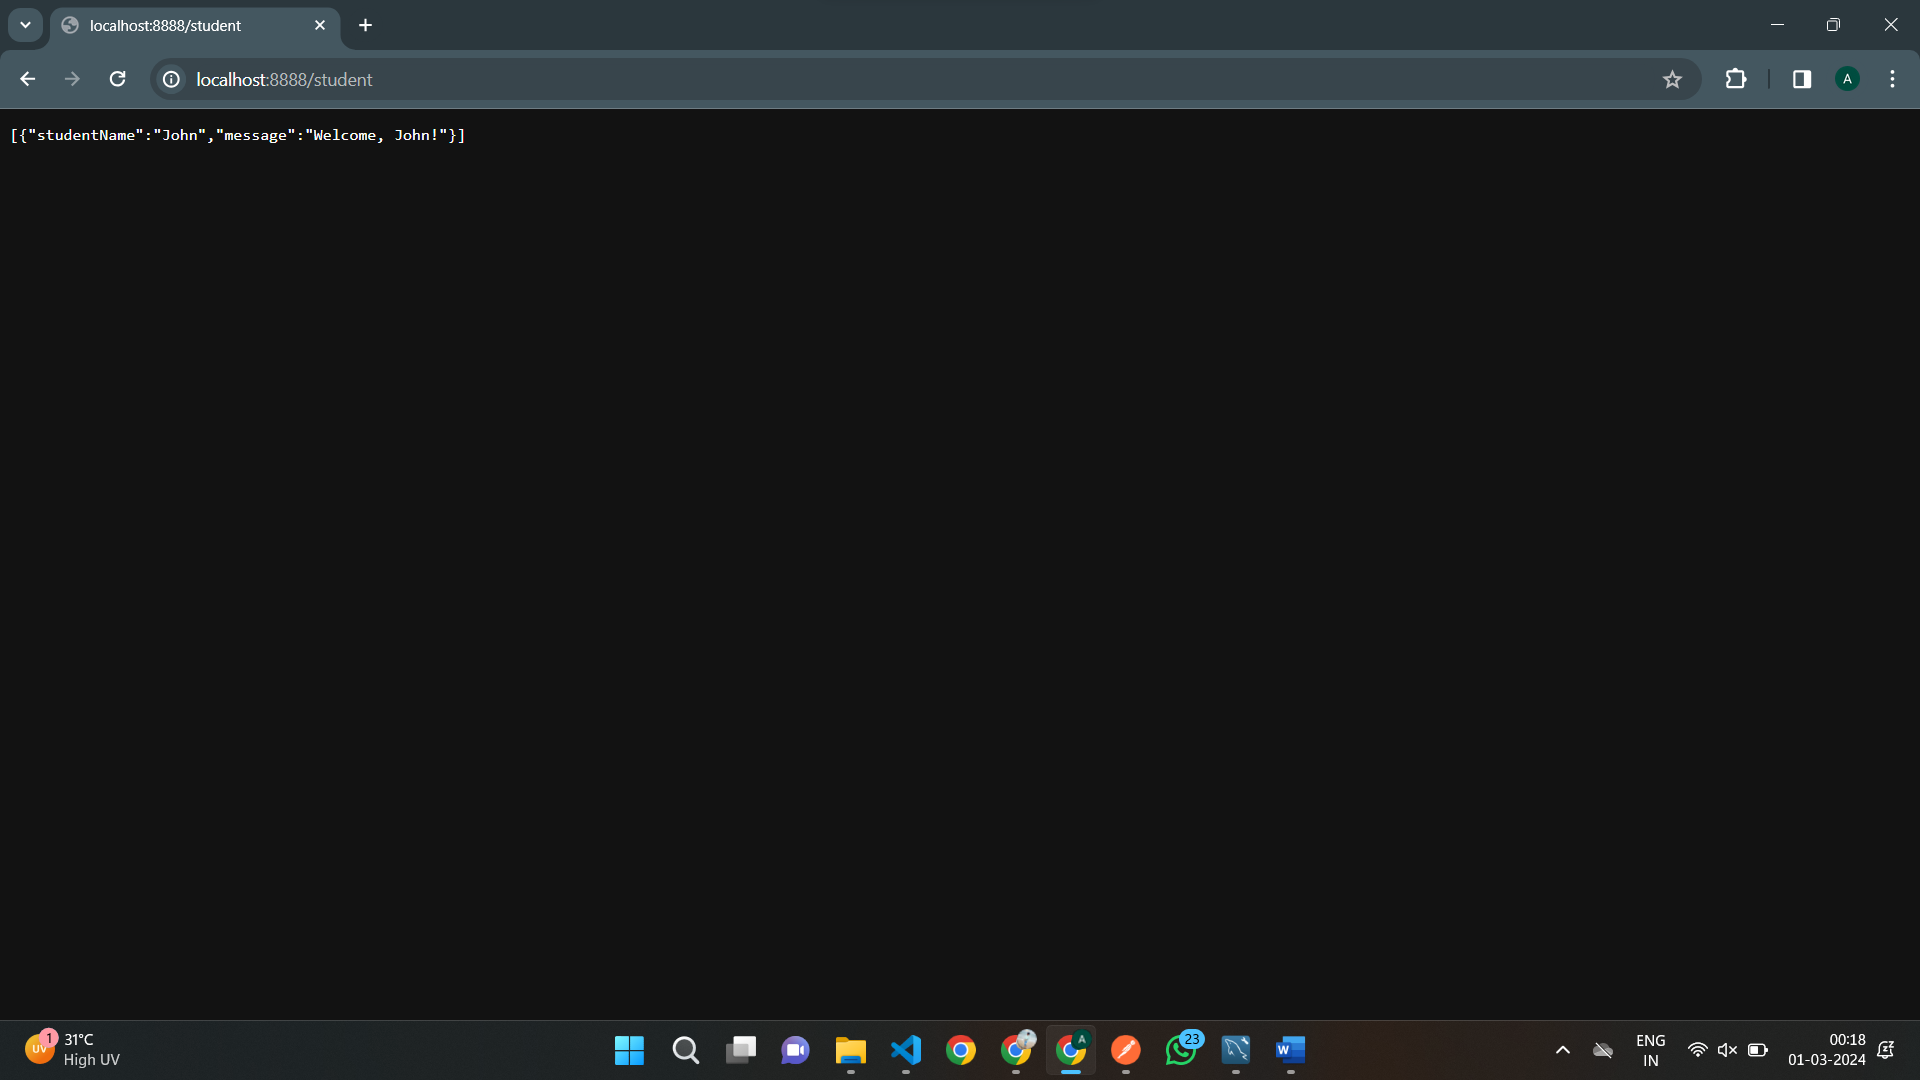 localhost:8888/student
localhost:8888/student
A
[{"studentName":"John","message":"Welcome, John!"}]
UV
1
31°C
High UV
A
23
W
ENG
IN
00:18
01-03-2024